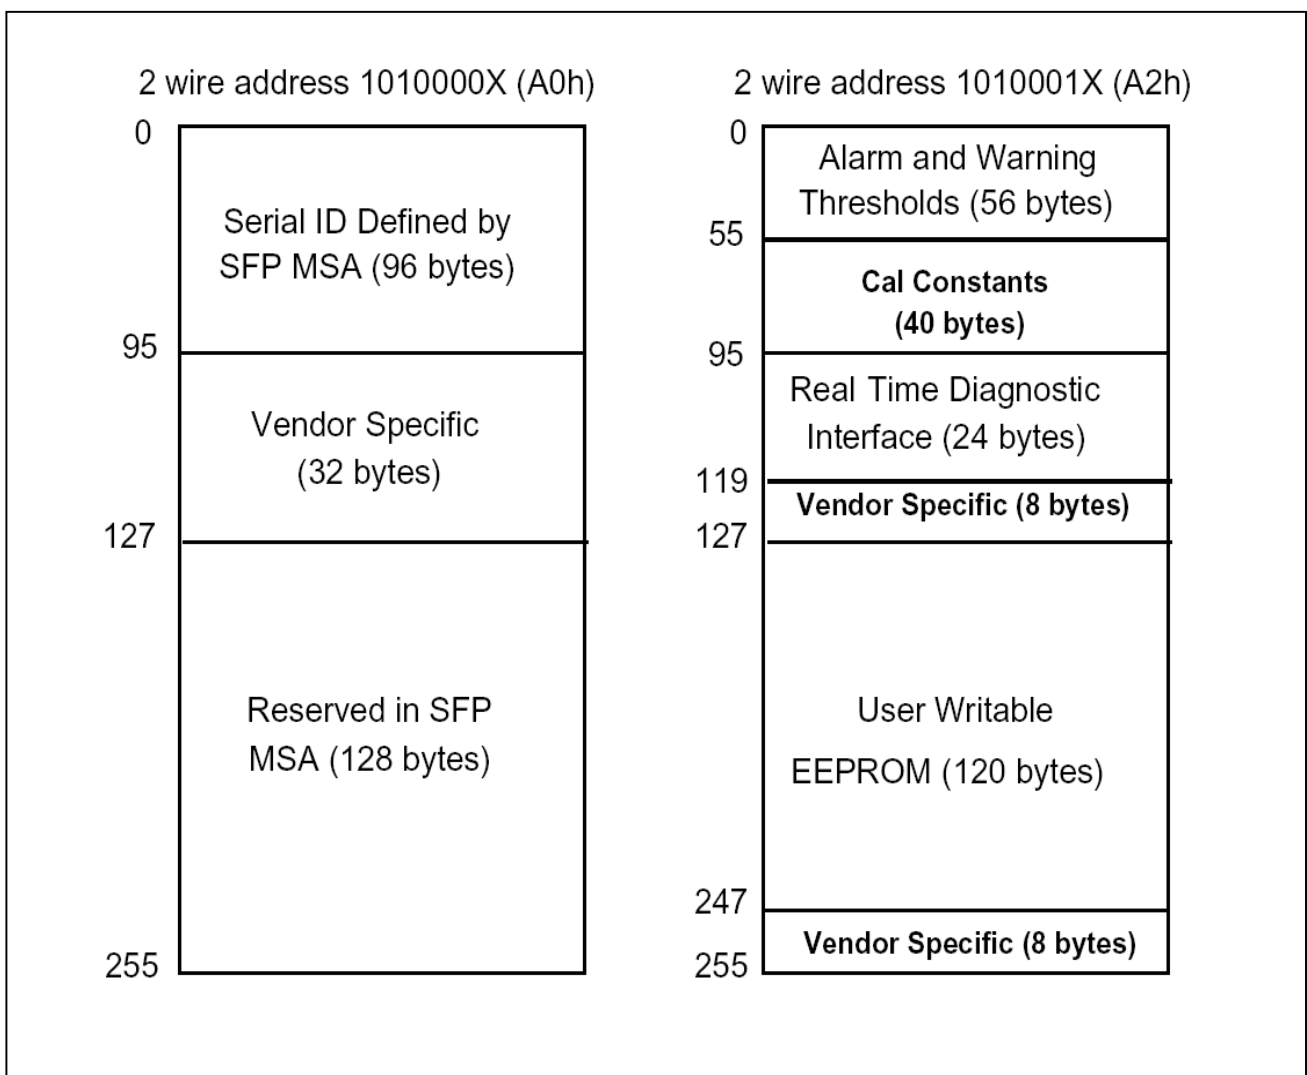 2 wire address 1010000X (A0h)
0
Serial ID Defined by
SFP MSA (96 bytes)
95
Vendor Specific
(32 bytes)
127
Reserved in SFP
MSA (128 bytes)
255
2 wire address 1010001X (A2h)
0
Alarm and Warning
Thresholds (56 bytes)
55
Cal Constants
(40 bytes)
95
Real Time Diagnostic
Interface (24 bytes)
119
Vendor Specific (8 bytes)
127
User Writable
EEPROM (120 bytes)
247
Vendor Specific (8 bytes)
255